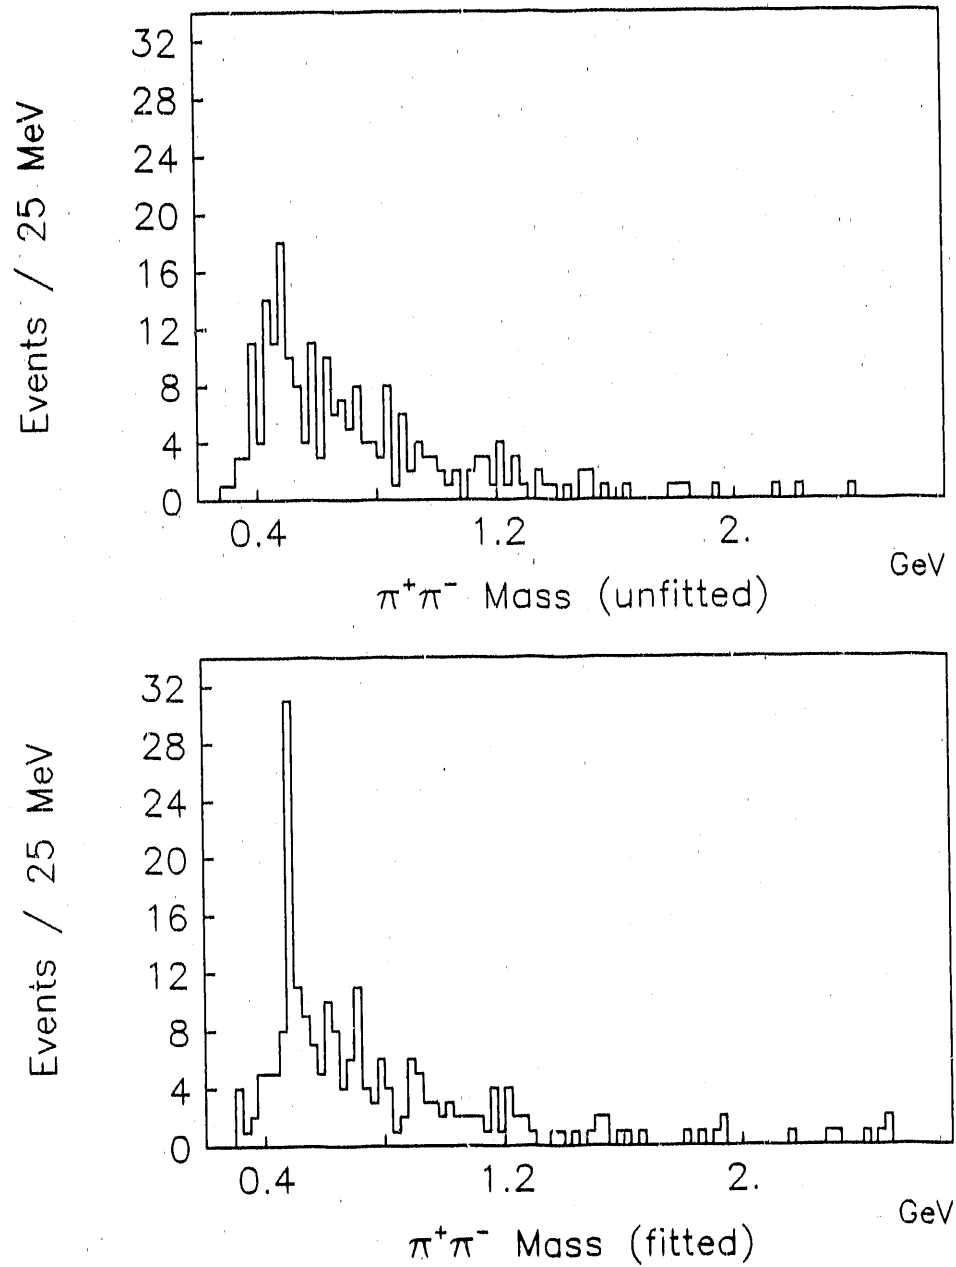 32
28
24
20
16
12
8
4
0
Events / 25 MeV
0.4 1.2 2.
GeV
π⁺π⁻ Mass (unfitted)
32
28
24
20
16
12
8
4
0
Events / 25 MeV
0.4 1.2 2.
GeV
π⁺π⁻ Mass (fitted)